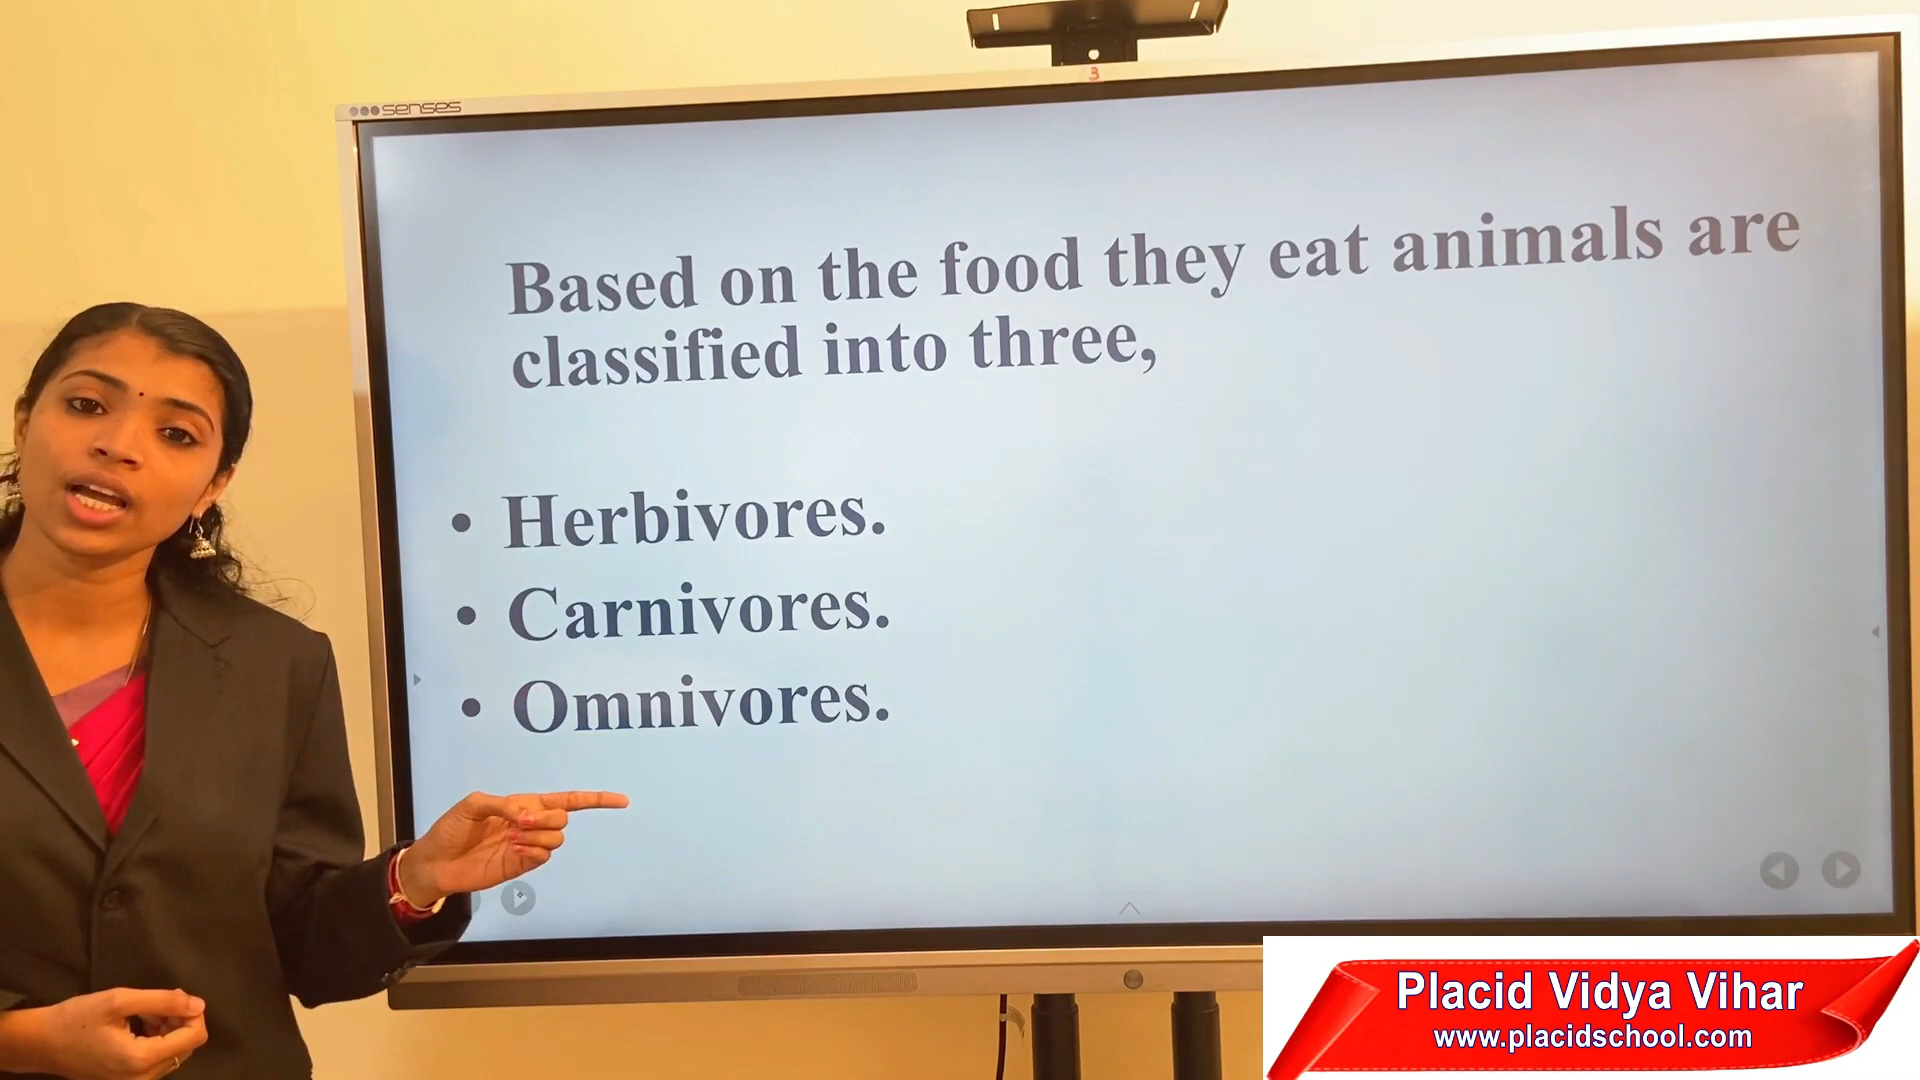 senses
3
Based on the food they eat animals are
classified into three,
• Herbivores.
• Carnivores.
• Omnivores.
Placid Vidya Vihar
www.placidschool.com